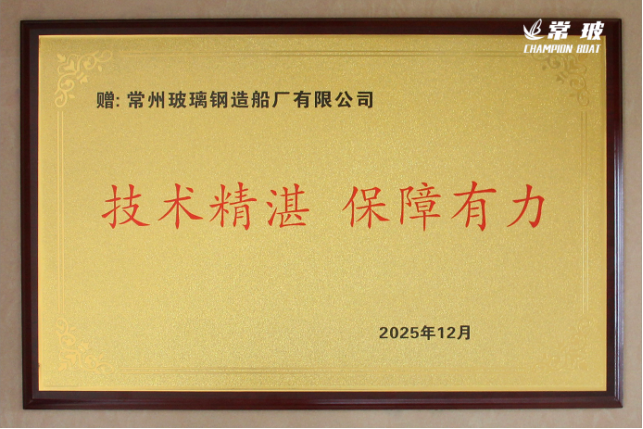 常玻
CHAMPION BOAT
赠: 常州玻璃钢造船厂有限公司
技术精湛 保障有力
2025年12月